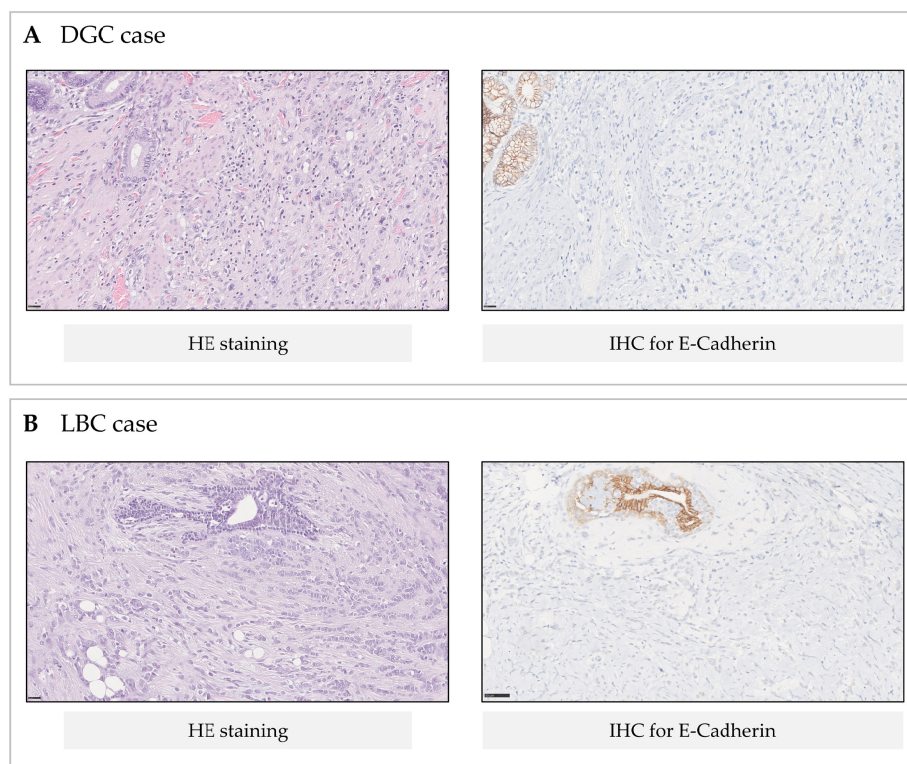 A DGC case
HE staining
IHC for E-Cadherin
B LBC case
HE staining
IHC for E-Cadherin